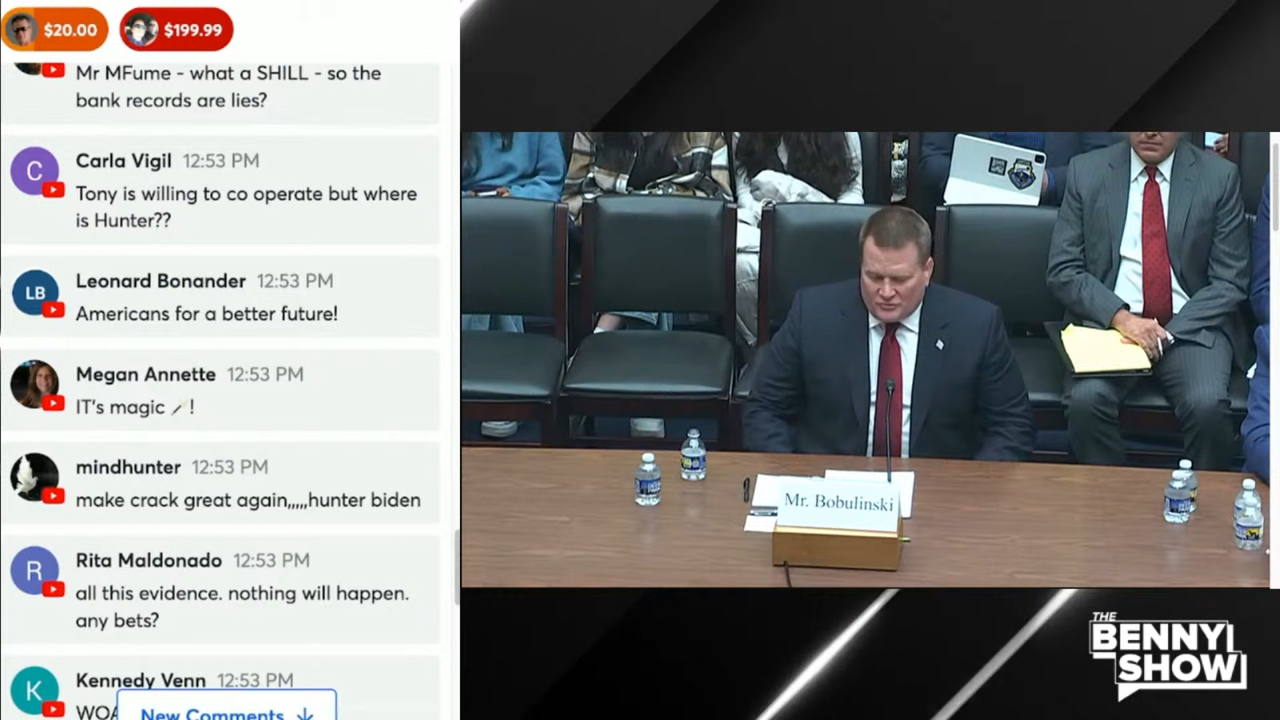 $20.00
$199.99
Mr MFume - what a SHILL - so the
bank records are lies?
C
Carla Vigil 12:53 PM
Tony is willing to co operate but where
is Hunter??
LB
Leonard Bonander 12:53 PM
Americans for a better future!
Megan Annette 12:53 PM
IT's magic 🪄!
mindhunter 12:53 PM
make crack great again,,,,,hunter biden
R
Rita Maldonado 12:53 PM
all this evidence. nothing will happen.
any bets?
K
Kennedy Venn 12:53 PM
New Comments ↓
Mr. Bobulinski
THE
BENNY
SHOW